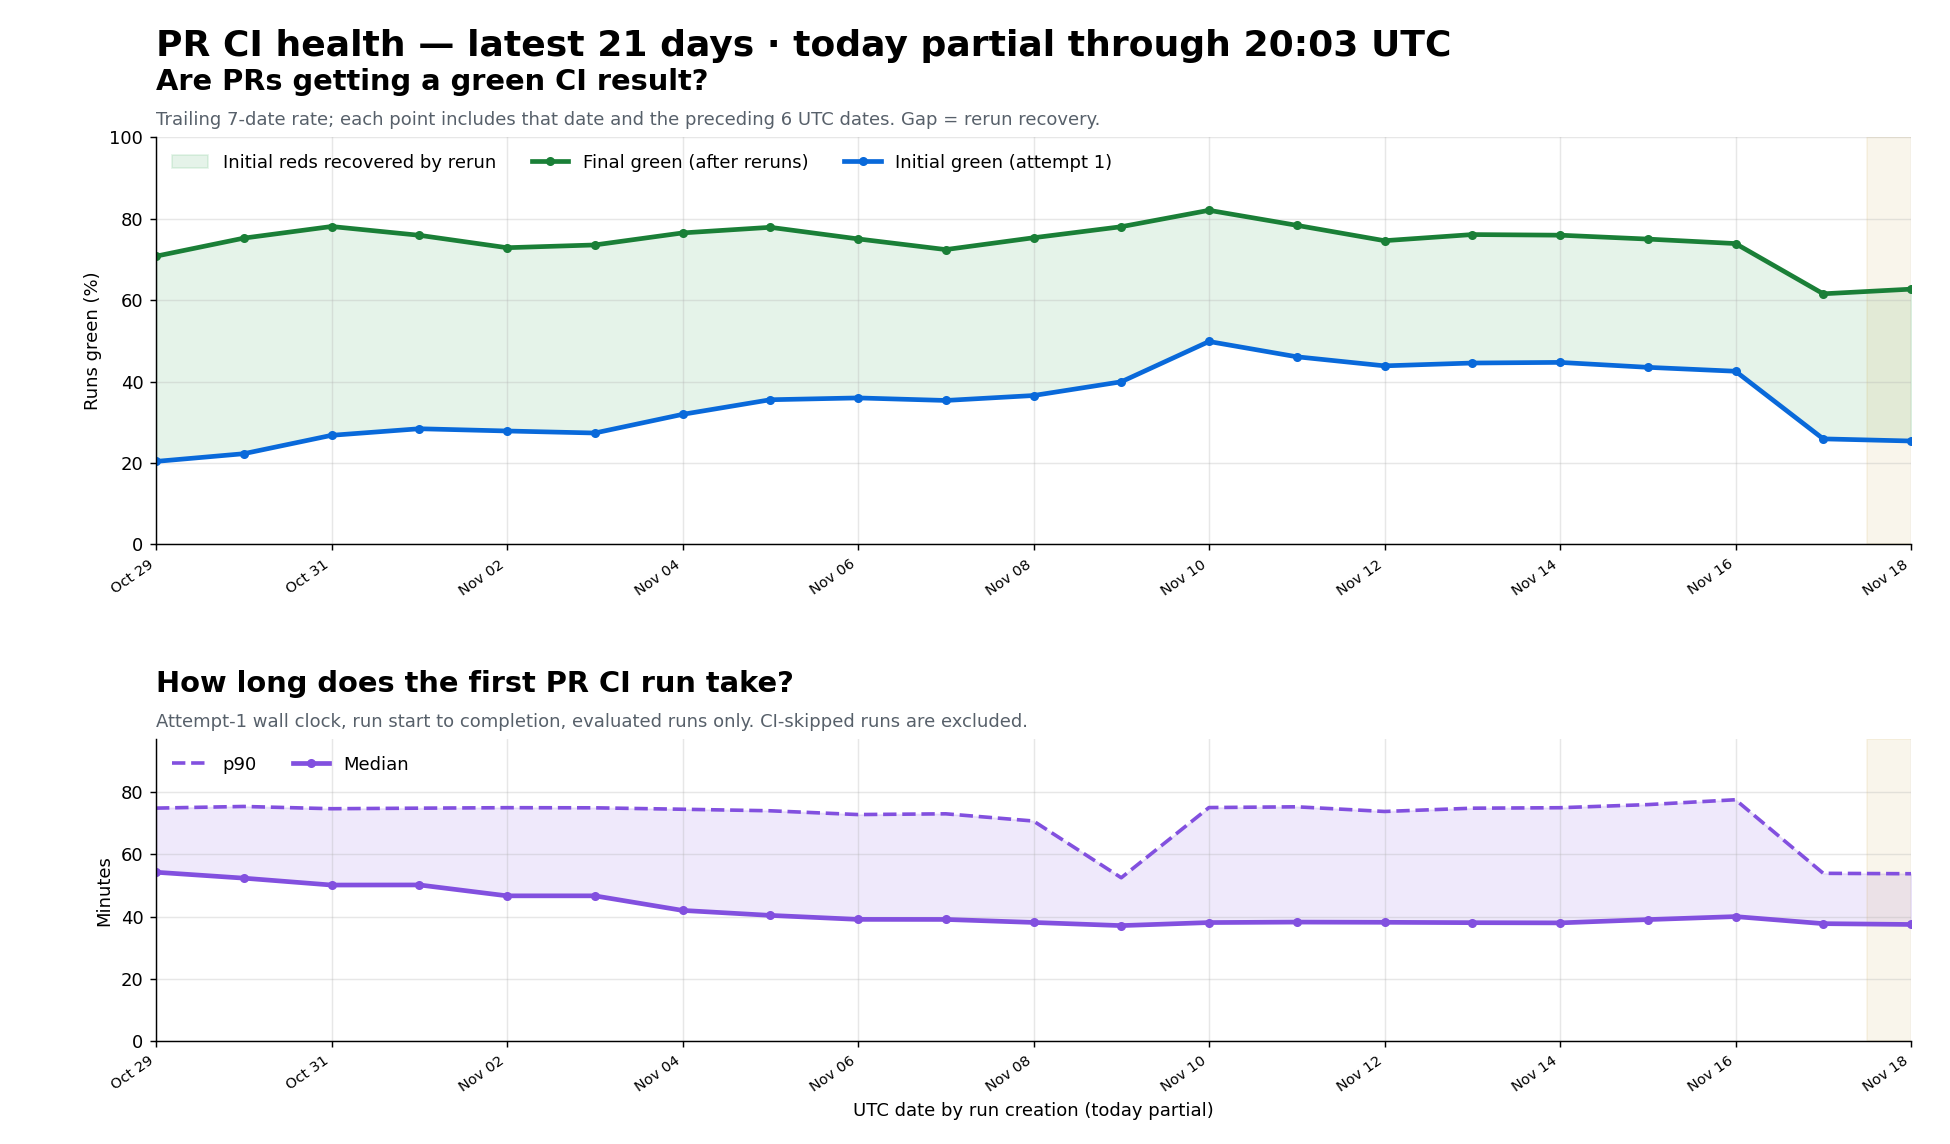 PR CI health — latest 21 days · today partial through 20:03 UTC
Are PRs getting a green CI result?
Trailing 7-date rate; each point includes that date and the preceding 6 UTC dates. Gap = rerun recovery.
Initial reds recovered by rerun
Final green (after reruns)
Initial green (attempt 1)
Runs green (%)
100
80
60
40
20
0
Oct 29
Oct 31
Nov 02
Nov 04
Nov 06
Nov 08
Nov 10
Nov 12
Nov 14
Nov 16
Nov 18
How long does the first PR CI run take?
Attempt-1 wall clock, run start to completion, evaluated runs only. CI-skipped runs are excluded.
p90
Median
Minutes
80
60
40
20
0
Oct 29
Oct 31
Nov 02
Nov 04
Nov 06
Nov 08
Nov 10
Nov 12
Nov 14
Nov 16
Nov 18
UTC date by run creation (today partial)